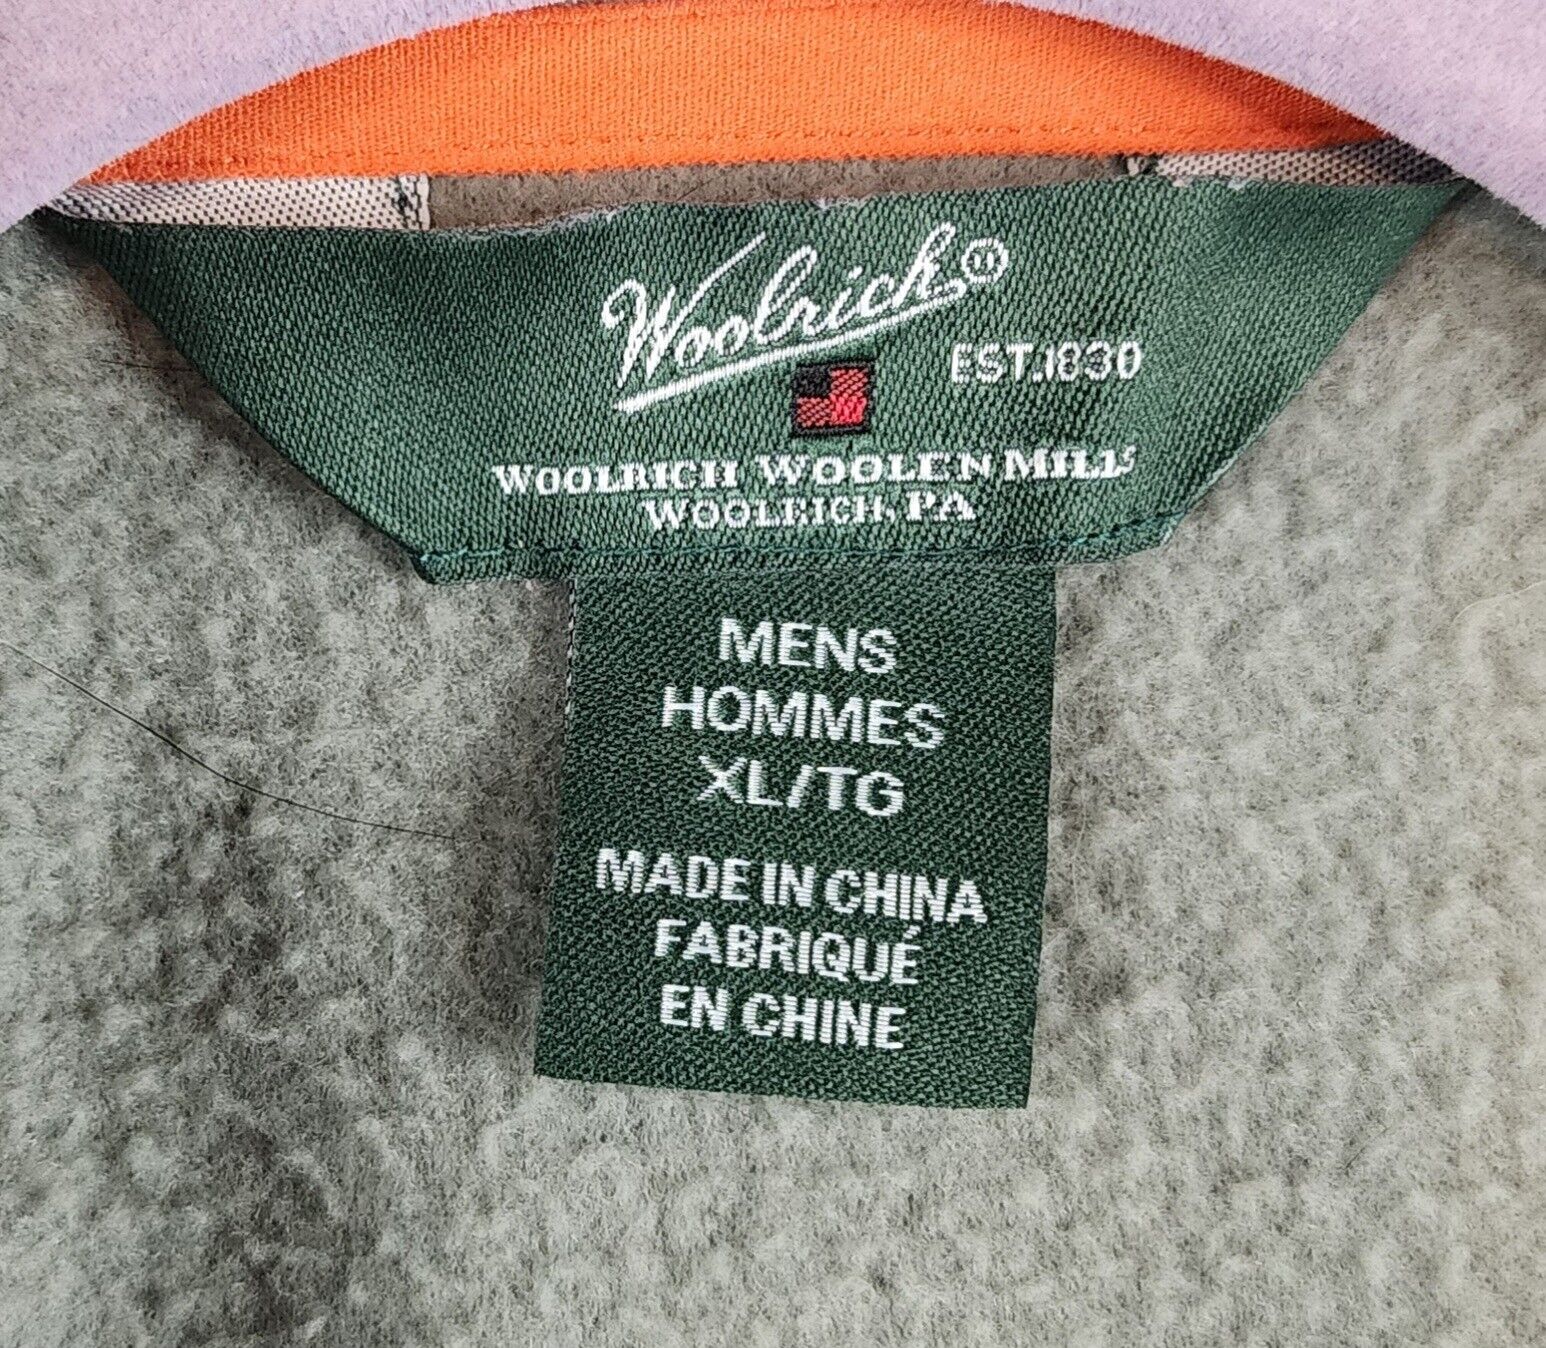 Woolrich®
EST.1830
WOOLRICH WOOLEN MILLS
WOOLRICH, PA
MENS
HOMMES
XL/TG
MADE IN CHINA
FABRIQUÉ
EN CHINE